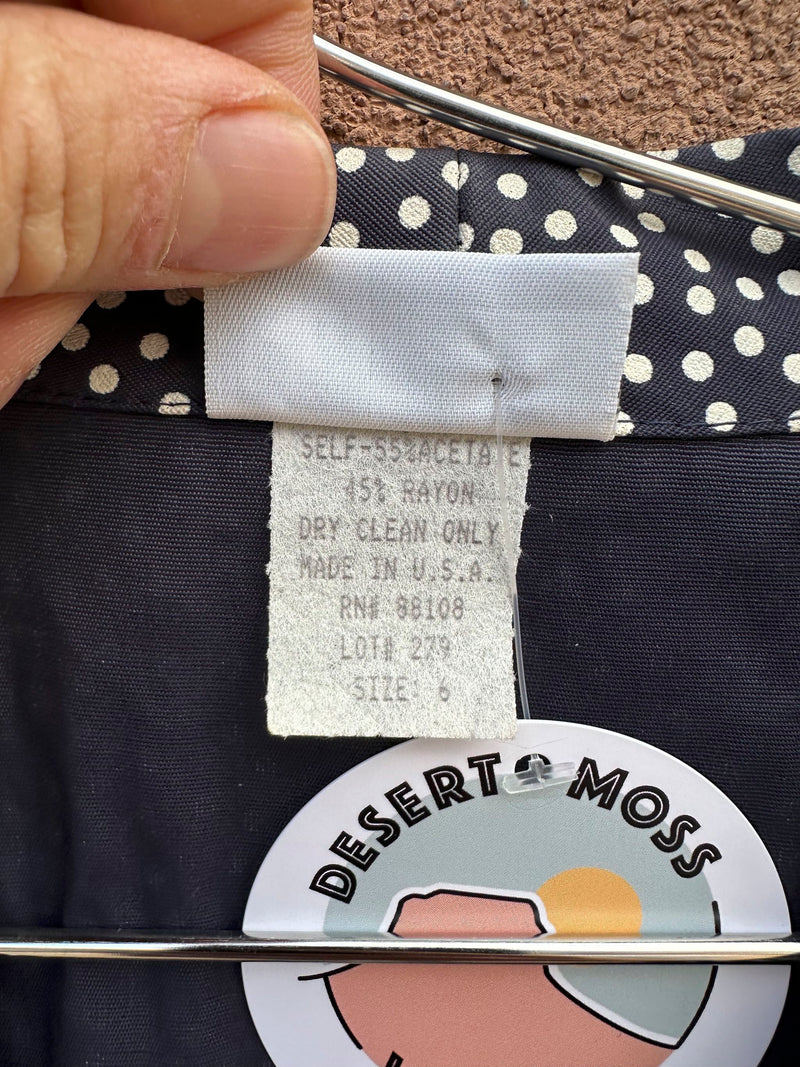 SELF-55%ACETATE
45% RAYON
DRY CLEAN ONLY
MADE IN U.S.A.
RN# 88108
LOT# 279
SIZE: 6
DESERT MOSS